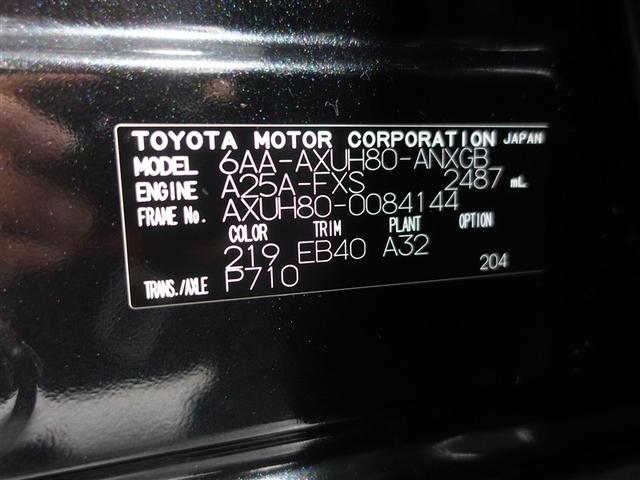 TOYOTA MOTOR CORPORATION JAPAN
MODEL 6AA-AXUH80-ANXGB
ENGINE A25A-FXS 2487 mL
FRAME No. AXUH80-0084144
COLOR TRIM PLANT OPTION
219 EB40 A32
TRANS./AXLE P710 204